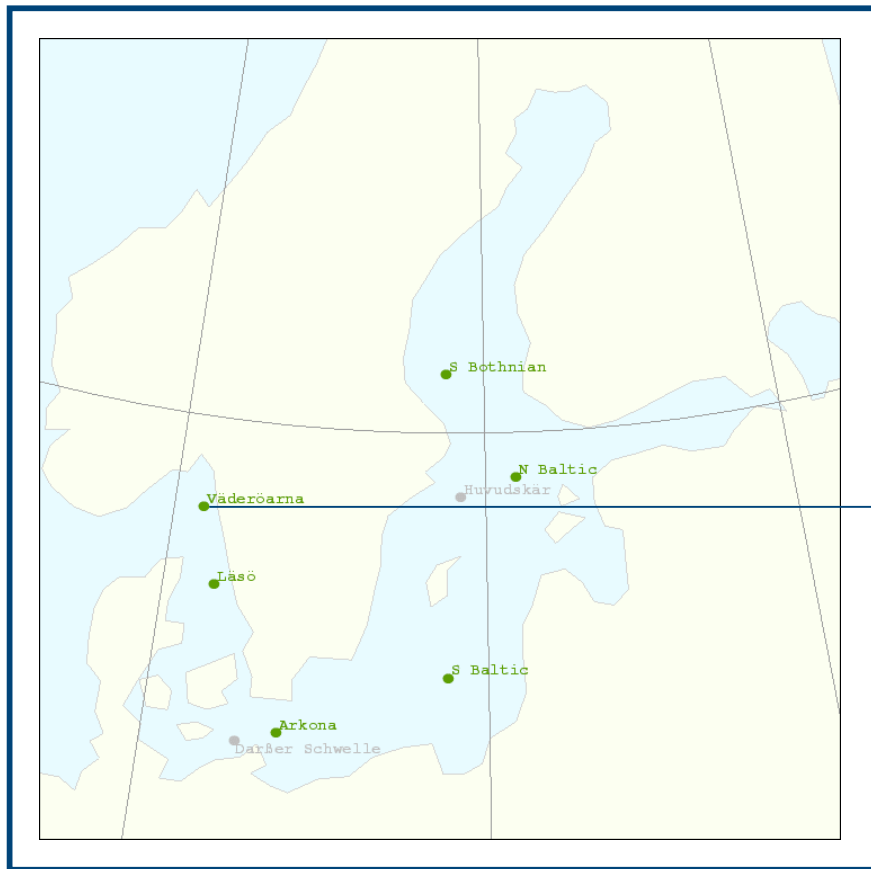 S Bothnian
N Baltic
Huvudskär
Väderöarna
Läsö
S Baltic
Arkona
Darßer Schwelle